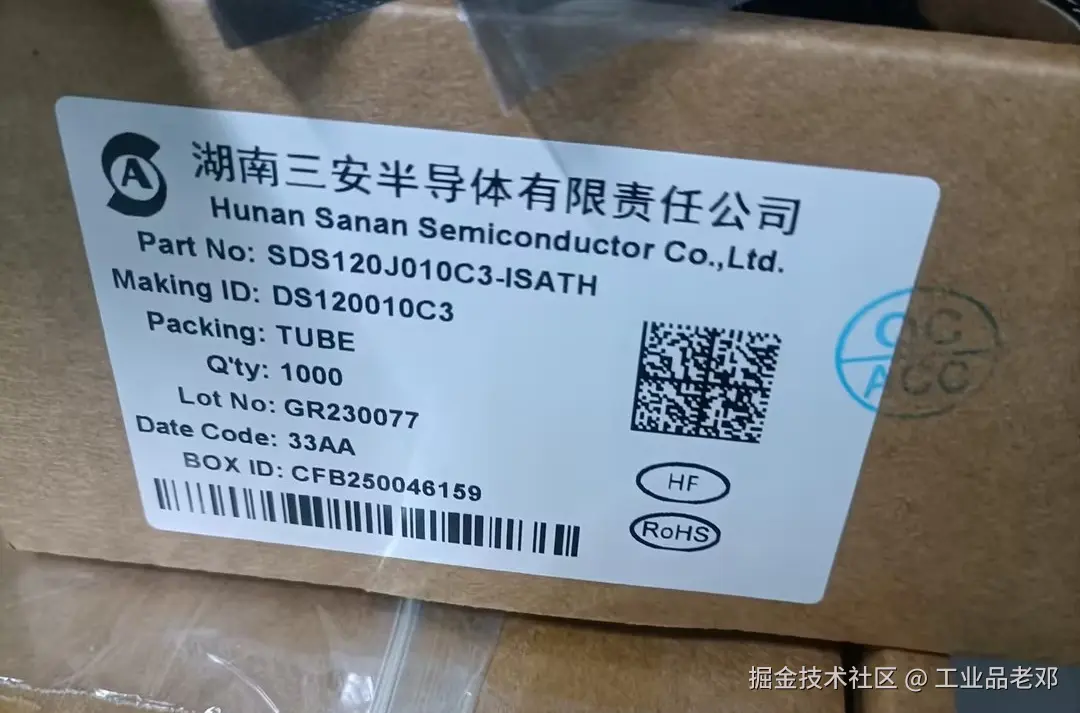 A
湖南三安半导体有限责任公司
Hunan Sanan Semiconductor Co.,Ltd.
Part No: SDS120J010C3-ISATH
Making ID: DS120010C3
Packing: TUBE
Q'ty: 1000
Lot No: GR230077
Date Code: 33AA
BOX ID: CFB250046159
HF
RoHS
QC
ACC
掘金技术社区 @ 工业品老邓